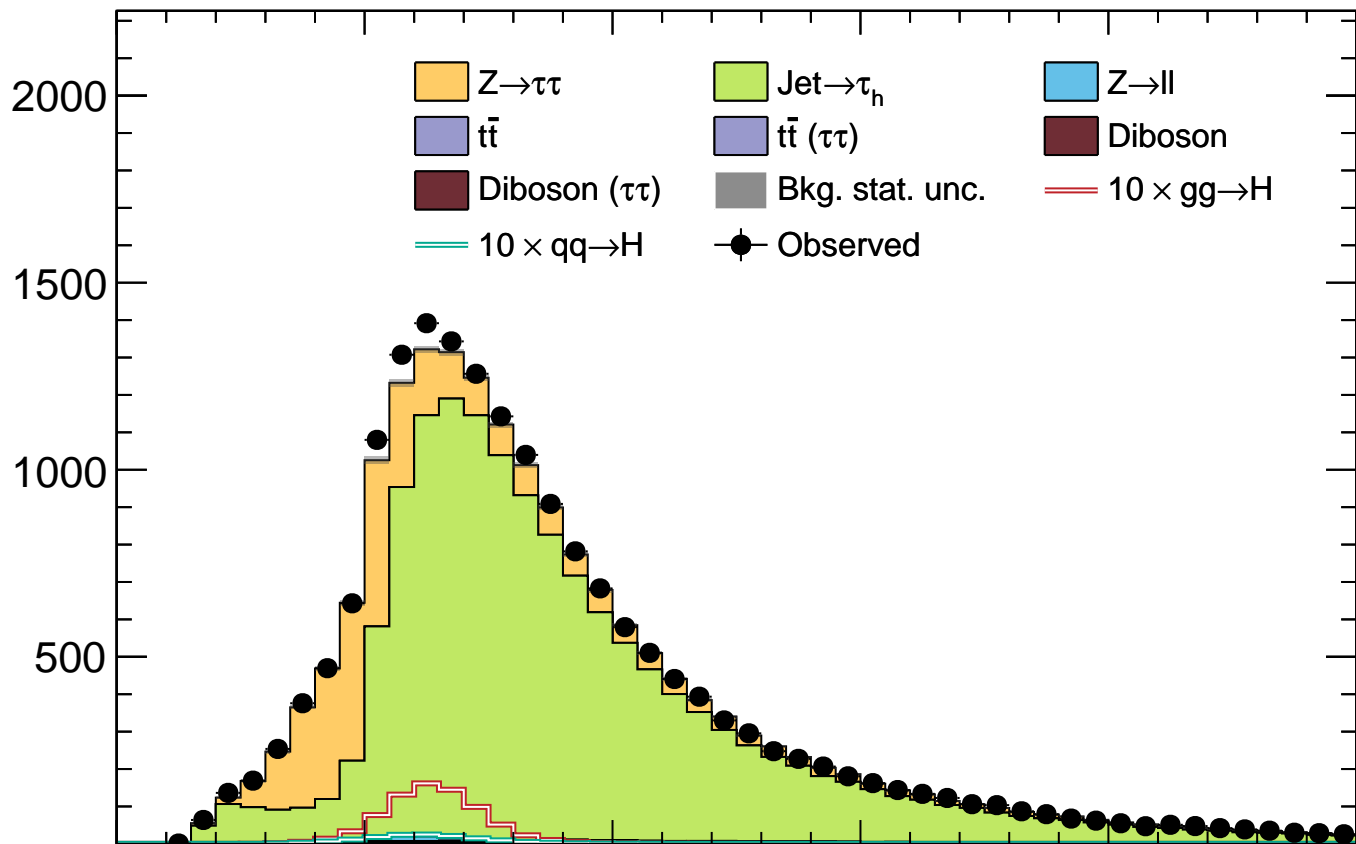 2000
Z→ττ Jet→τ_h Z→ll
tt̄ tt̄ (ττ) Diboson
Diboson (ττ) Bkg. stat. unc. 10 × gg→H
10 × qq→H Observed
1500
1000
500